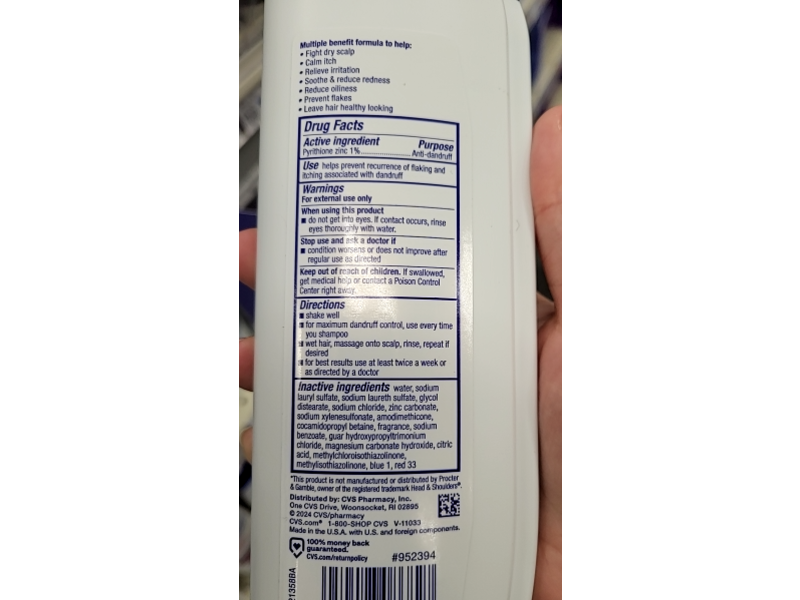 Multiple benefit formula to help:
• Fight dry scalp
• Calm itch
• Relieve irritation
• Soothe & reduce redness
• Reduce oiliness
• Prevent flakes
• Leave hair healthy looking
Drug Facts
Active ingredient Purpose
Pyrithione zinc 1%..........Anti-dandruff
Use helps prevent recurrence of flaking and
itching associated with dandruff
Warnings
For external use only
When using this product
■ do not get into eyes. If contact occurs, rinse
eyes thoroughly with water.
Stop use and ask a doctor if
■ condition worsens or does not improve after
regular use as directed
Keep out of reach of children. If swallowed,
get medical help or contact a Poison Control
Center right away.
Directions
■ shake well
■ for maximum dandruff control, use every time
you shampoo
■ wet hair, massage onto scalp, rinse, repeat if
desired
■ for best results use at least twice a week or
as directed by a doctor
Inactive ingredients water, sodium
lauryl sulfate, sodium laureth sulfate, glycol
distearate, sodium chloride, zinc carbonate,
sodium xylenesulfonate, amodimethicone,
cocamidopropyl betaine, fragrance, sodium
benzoate, guar hydroxypropyltrimonium
chloride, magnesium carbonate hydroxide, citric
acid, methylchloroisothiazolinone,
methylisothiazolinone, blue 1, red 33
*This product is not manufactured or distributed by Procter
& Gamble, owner of the registered trademark Head & Shoulders®.
Distributed by: CVS Pharmacy, Inc.
One CVS Drive, Woonsocket, RI 02895
© 2024 CVS/pharmacy
CVS.com® 1-800-SHOP CVS V-11033
Made in the U.S.A. with U.S. and foreign components.
100% money back
guaranteed.
CVS.com/returnpolicy
#952394
21358BA